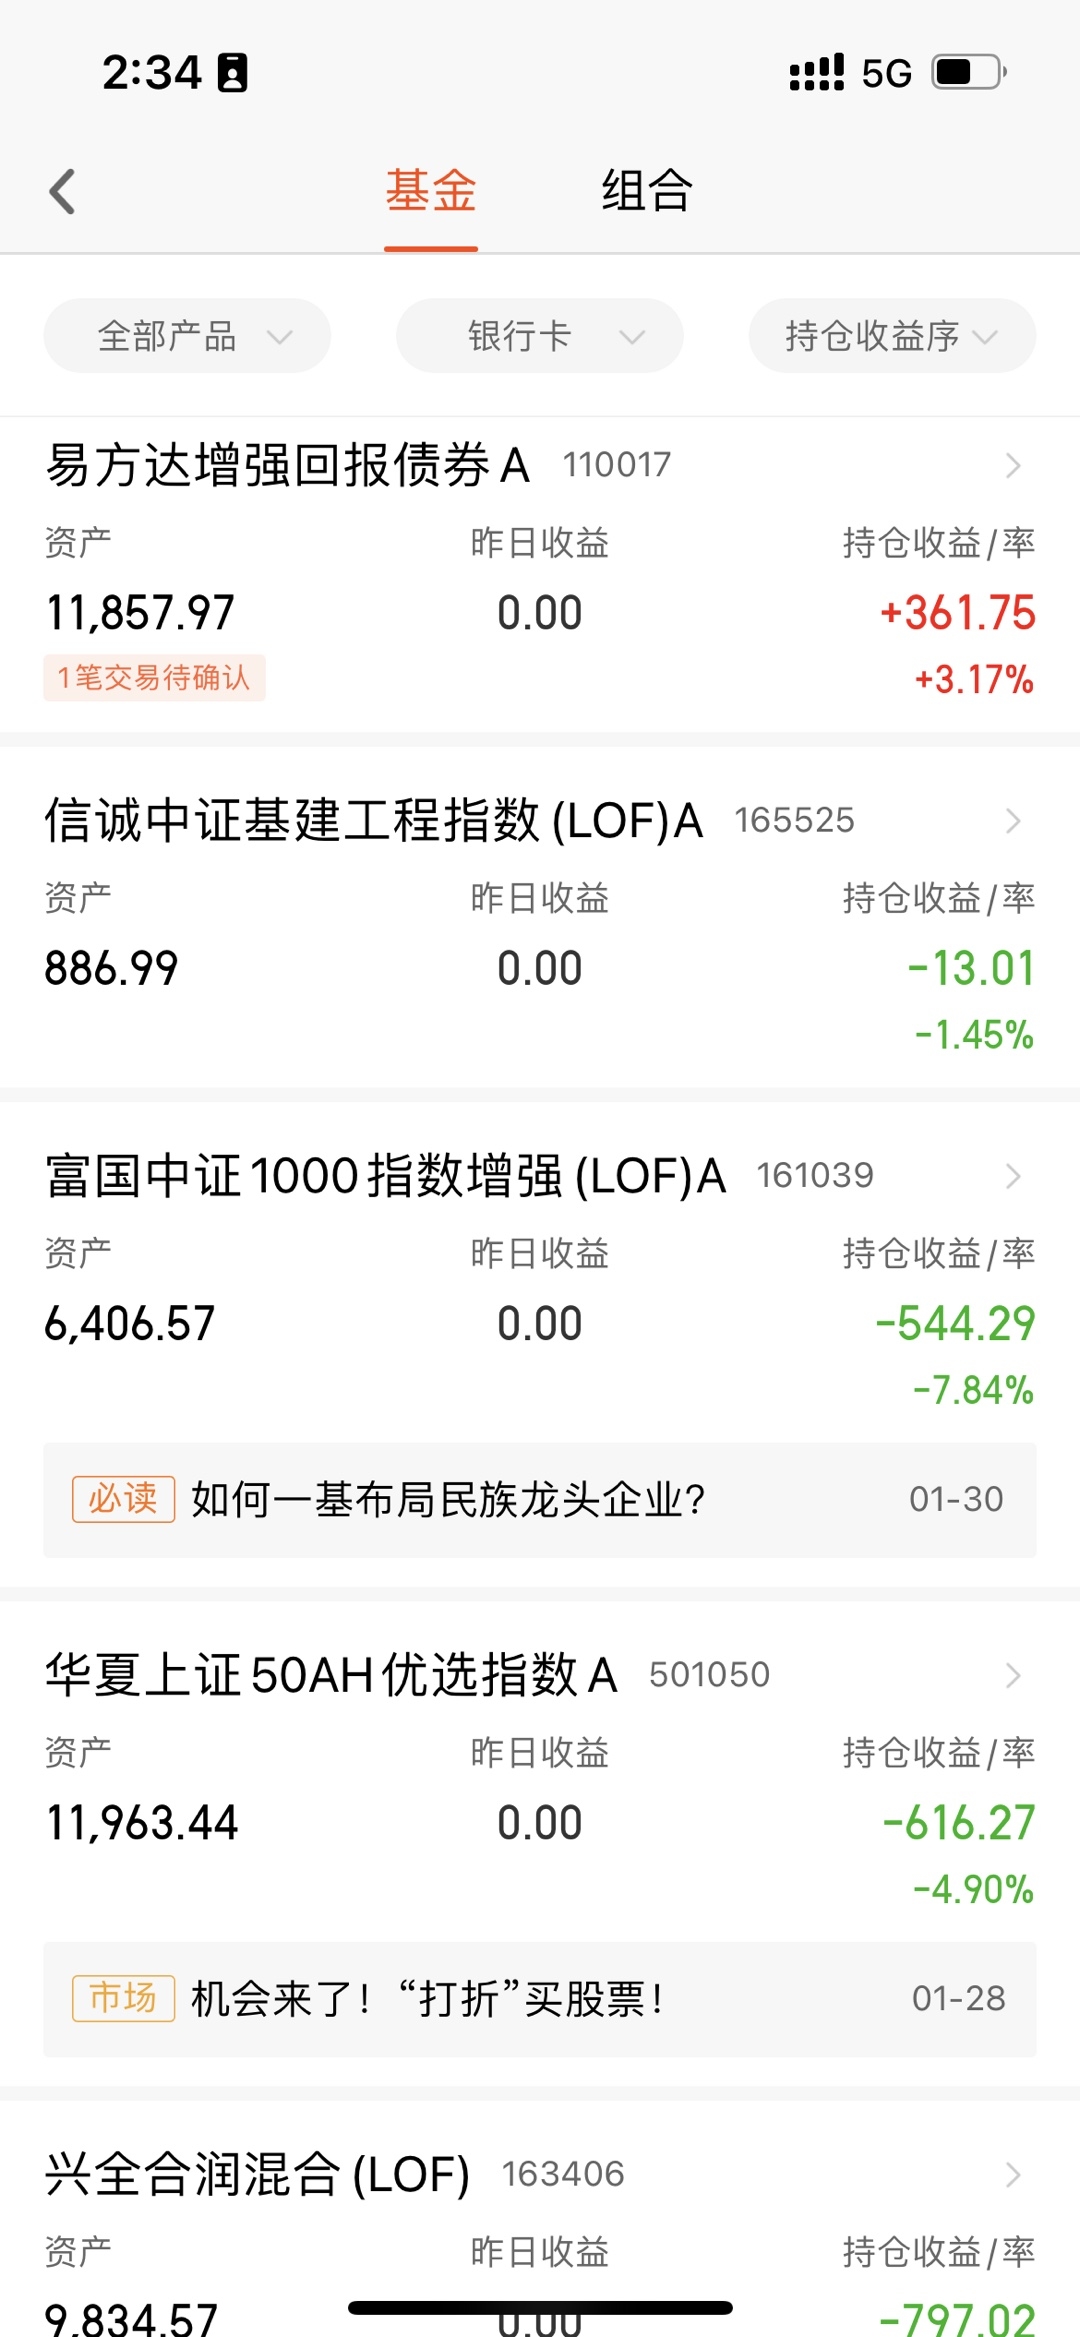 2:34 5G
基金 组合
全部产品 银行卡 持仓收益序
易方达增强回报债券A 110017
资产 昨日收益 持仓收益/率
11,857.97 0.00 +361.75
1笔交易待确认 +3.17%
信诚中证基建工程指数(LOF)A 165525
资产 昨日收益 持仓收益/率
886.99 0.00 -13.01
-1.45%
富国中证1000指数增强(LOF)A 161039
资产 昨日收益 持仓收益/率
6,406.57 0.00 -544.29
-7.84%
必读 如何一基布局民族龙头企业? 01-30
华夏上证50AH优选指数A 501050
资产 昨日收益 持仓收益/率
11,963.44 0.00 -616.27
-4.90%
市场 机会来了！“打折”买股票！ 01-28
兴全合润混合(LOF) 163406
资产 昨日收益 持仓收益/率
9,834.57 0.00 -797.02